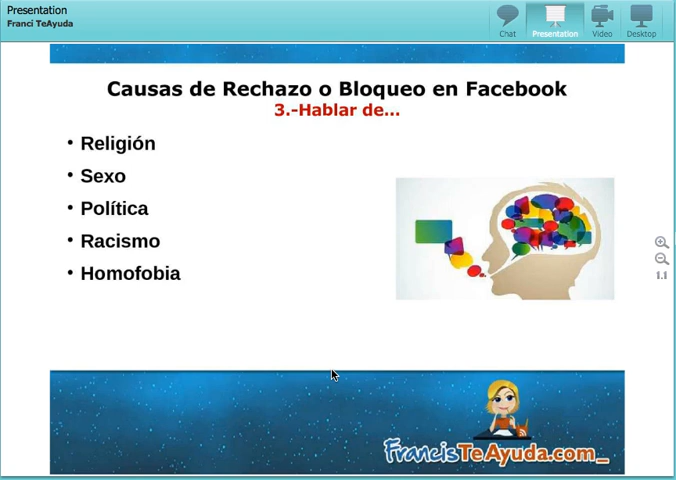 Presentation
Franci TeAyuda
Chat
Presentation
Video
Desktop
Causas de Rechazo o Bloqueo en Facebook
3.-Hablar de...
• Religión
• Sexo
• Política
• Racismo
• Homofobia
1.1
FrancisTeAyuda.com_